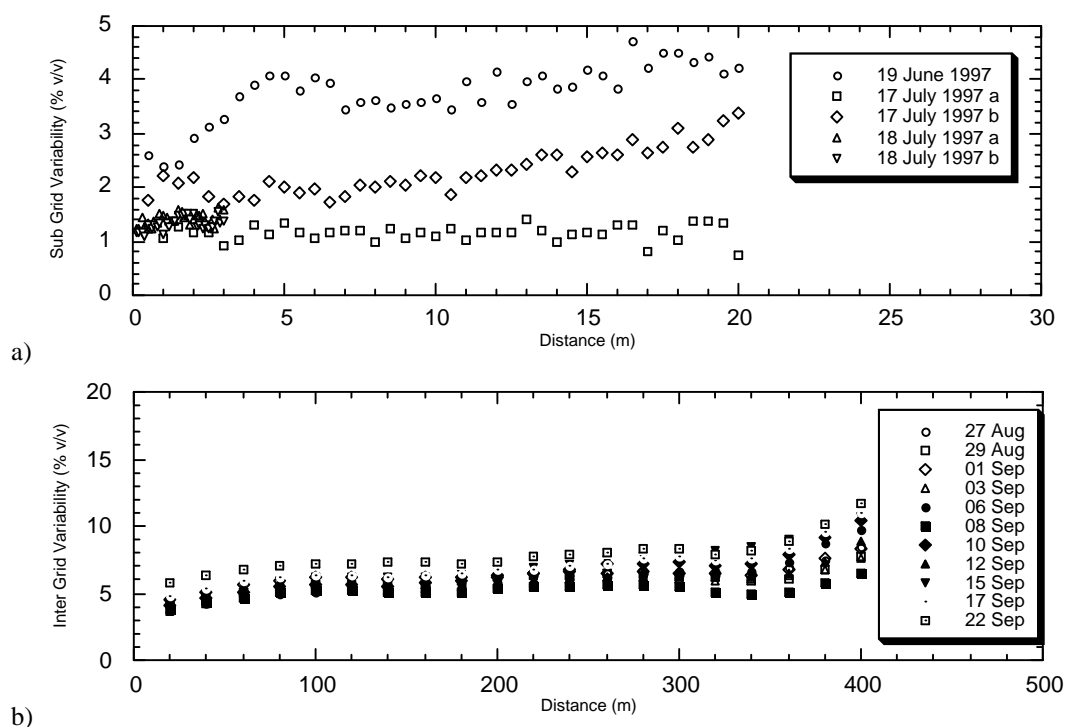 5
4
3
2
1
0
Sub Grid Variability (% v/v)
19 June 1997
17 July 1997 a
17 July 1997 b
18 July 1997 a
18 July 1997 b
0 5 10 15 20 25 30
Distance (m)
a)
20
15
10
5
0
Inter Grid Variability (% v/v)
27 Aug
29 Aug
01 Sep
03 Sep
06 Sep
08 Sep
10 Sep
12 Sep
15 Sep
17 Sep
22 Sep
0 100 200 300 400 500
Distance (m)
b)